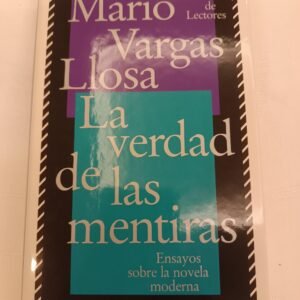 de
Lectores
Mario
Vargas
Llosa
La
verdad
de las
mentiras
Ensayos
sobre la novela
moderna